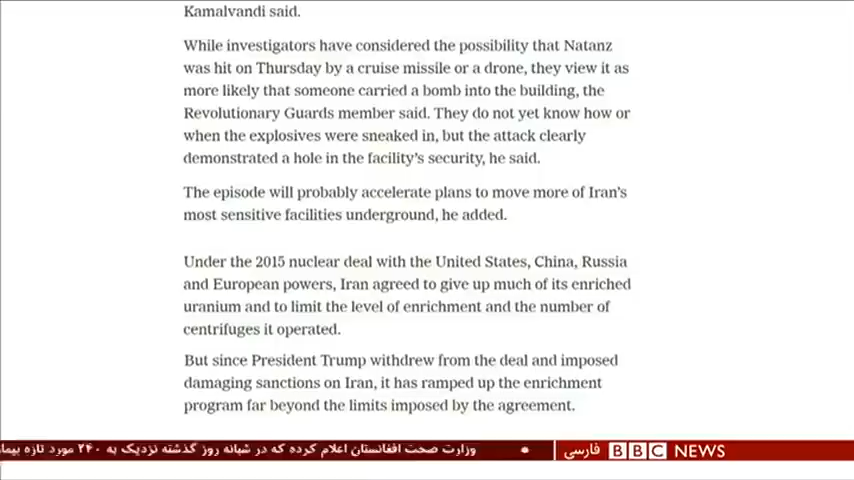 Kamalvandi said.
While investigators have considered the possibility that Natanz
was hit on Thursday by a cruise missile or a drone, they view it as
more likely that someone carried a bomb into the building, the
Revolutionary Guards member said. They do not yet know how or
when the explosives were sneaked in, but the attack clearly
demonstrated a hole in the facility’s security, he said.
The episode will probably accelerate plans to move more of Iran’s
most sensitive facilities underground, he added.
Under the 2015 nuclear deal with the United States, China, Russia
and European powers, Iran agreed to give up much of its enriched
uranium and to limit the level of enrichment and the number of
centrifuges it operated.
But since President Trump withdrew from the deal and imposed
damaging sanctions on Iran, it has ramped up the enrichment
program far beyond the limits imposed by the agreement.
وزارت صحت افغانستان اعلام کرده که در شبانه روز گذشته نزدیک به ۲۴۰ مورد تازه
فارسی BBC NEWS